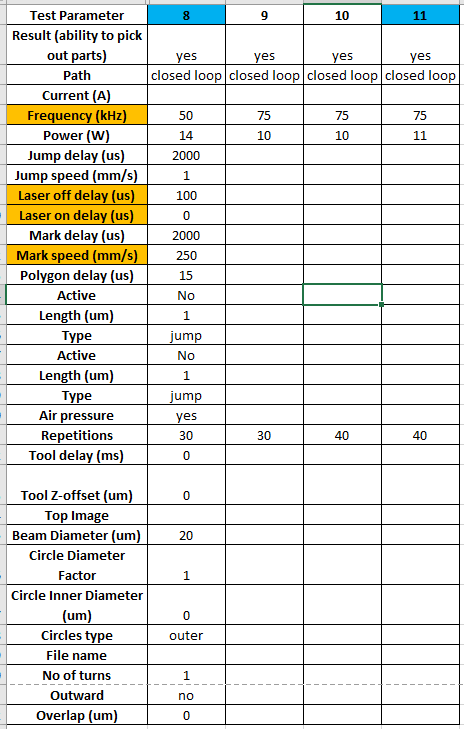 Test Parameter 8 9 10 11
Result (ability to pick
out parts) yes yes yes yes
Path closed loop closed loop closed loop closed loop
Current (A)
Frequency (kHz) 50 75 75 75
Power (W) 14 10 10 11
Jump delay (us) 2000
Jump speed (mm/s) 1
Laser off delay (us) 100
Laser on delay (us) 0
Mark delay (us) 2000
Mark speed (mm/s) 250
Polygon delay (us) 15
Active No
Length (um) 1
Type jump
Active No
Length (um) 1
Type jump
Air pressure yes
Repetitions 30 30 40 40
Tool delay (ms) 0
Tool Z-offset (um) 0
Top Image
Beam Diameter (um) 20
Circle Diameter
Factor 1
Circle Inner Diameter
(um) 0
Circles type outer
File name
No of turns 1
Outward no
Overlap (um) 0